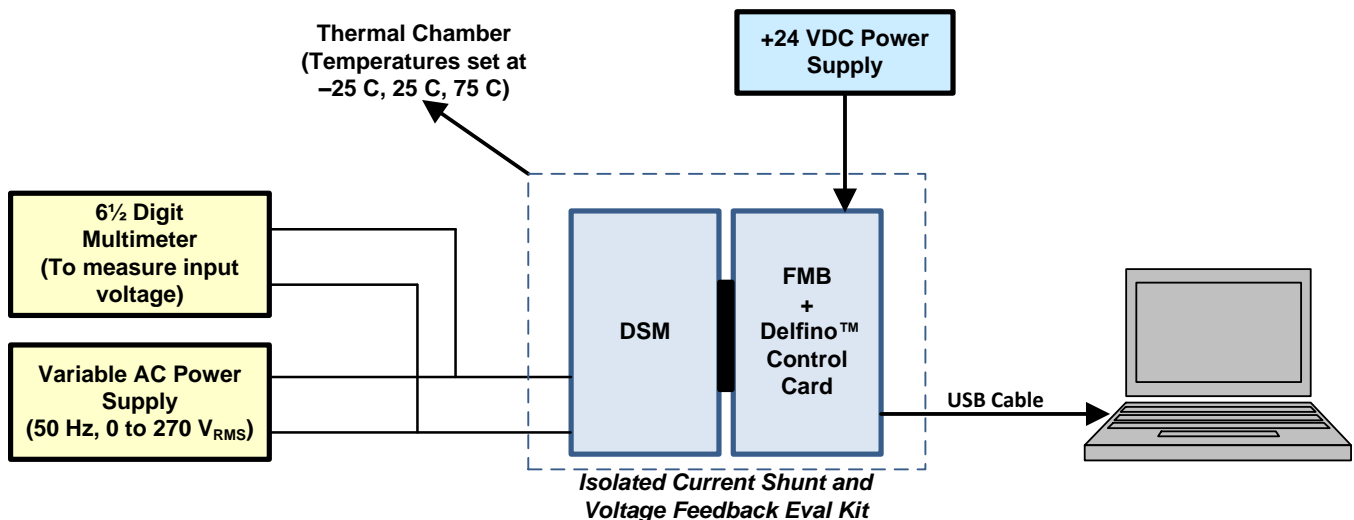 Thermal Chamber
(Temperatures set at
–25 C, 25 C, 75 C)
+24 VDC Power
Supply
6½ Digit
Multimeter
(To measure input
voltage)
Variable AC Power
Supply
(50 Hz, 0 to 270 VRMS)
DSM
FMB
+
Delfino™
Control
Card
USB Cable
Isolated Current Shunt and
Voltage Feedback Eval Kit